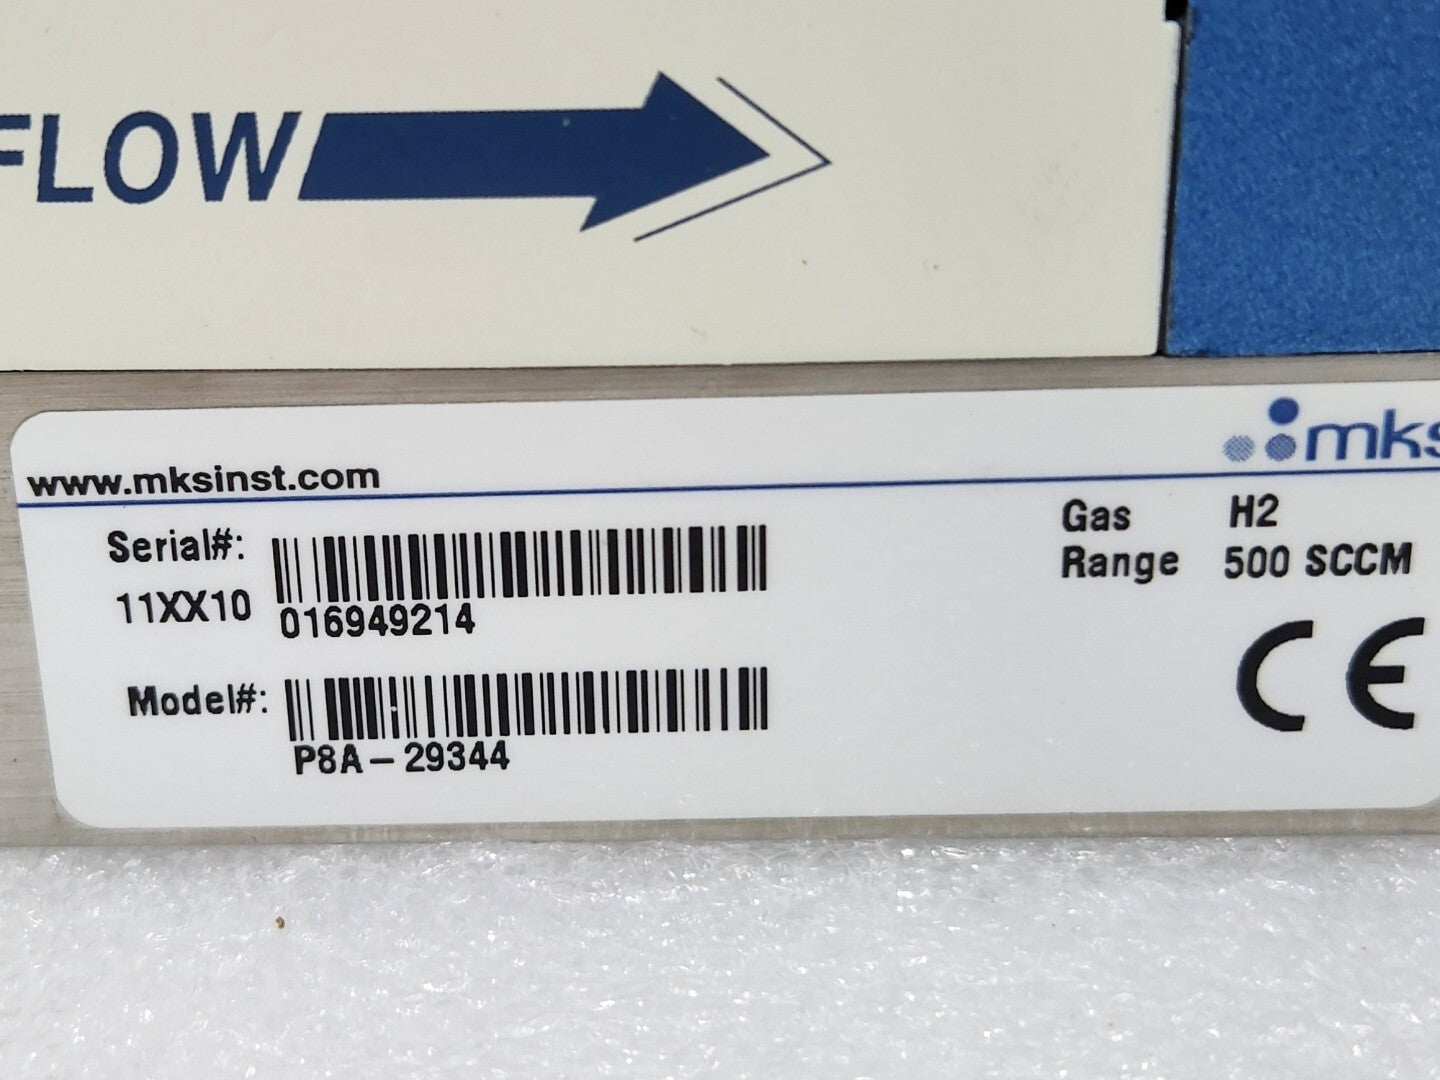 FLOW
www.mksinst.com
mks
Serial#:
11XX10
016949214
Gas H2
Range 500 SCCM
Model#:
P8A-29344
CE